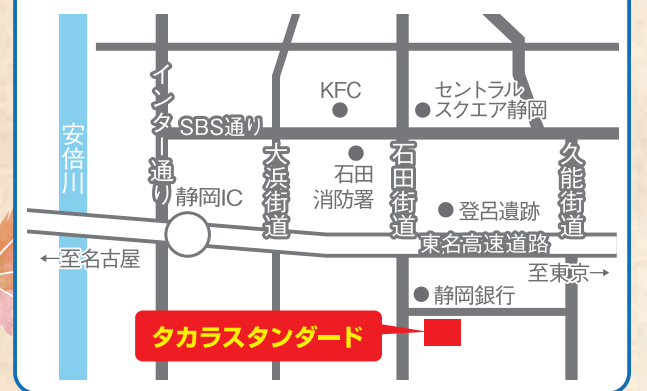 KFC
セントラル
スクエア静岡
インター通り
SBS通り
安倍川
大浜街道
石田
消防署
石田街道
久能街道
静岡IC
登呂遺跡
東名高速道路
←至名古屋
至東京→
静岡銀行
タカラスタンダード